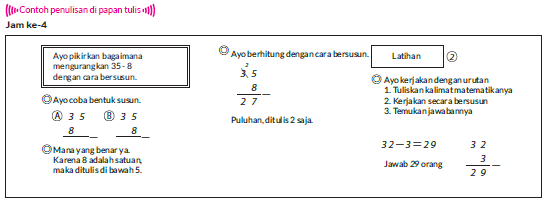 Contoh penulisan di papan tulis
Jam ke-4
Ayo pikirkan bagaimana
mengurangkan 35 - 8
dengan cara bersusun.
◎ Ayo coba bentuk susun.
Ⓐ 3 5 Ⓑ 3 5
8 — 8 —
◎ Mana yang benar ya.
Karena 8 adalah satuan,
maka ditulis di bawah 5.
◎ Ayo berhitung dengan cara bersusun.
2
3 5
8 —
2 7
Puluhan, ditulis 2 saja.
Latihan ②
◎ Ayo kerjakan dengan urutan
1. Tuliskan kalimat matematikanya
2. Kerjakan secara bersusun
3. Temukan jawabannya
32 — 3 = 29
Jawab 29 orang
3 2
3 —
2 9